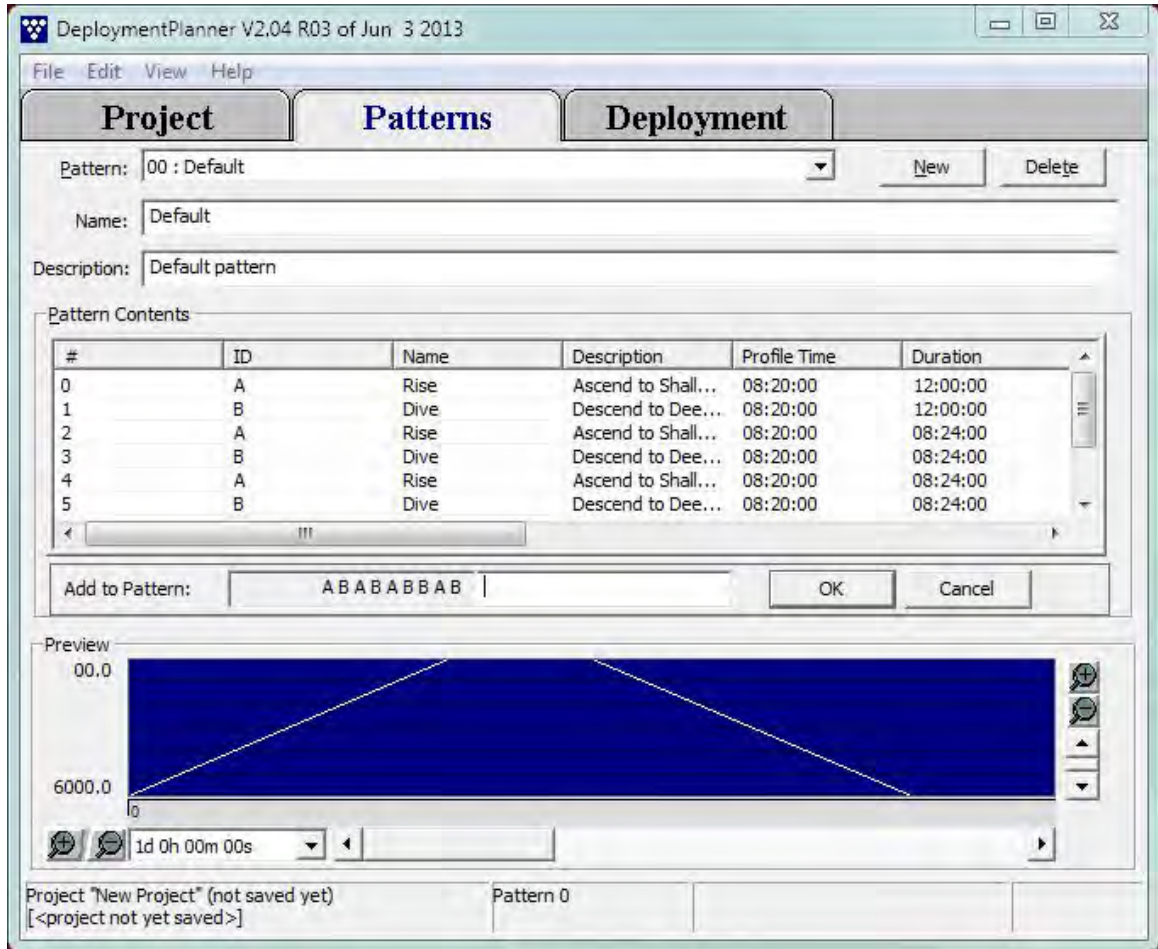 DeploymentPlanner V2.04 R03 of Jun 3 2013
File Edit View Help
Project Patterns Deployment
Pattern: 00 : Default New Delete
Name: Default
Description: Default pattern
Pattern Contents
# ID Name Description Profile Time Duration
0 A Rise Ascend to Shall... 08:20:00 12:00:00
1 B Dive Descend to Dee... 08:20:00 12:00:00
2 A Rise Ascend to Shall... 08:20:00 08:24:00
3 B Dive Descend to Dee... 08:20:00 08:24:00
4 A Rise Ascend to Shall... 08:20:00 08:24:00
5 B Dive Descend to Dee... 08:20:00 08:24:00
Add to Pattern: A B A B A B B A B OK Cancel
Preview
00.0
6000.0
0
1d 0h 00m 00s
Project "New Project" (not saved yet) Pattern 0
[<project not yet saved>]